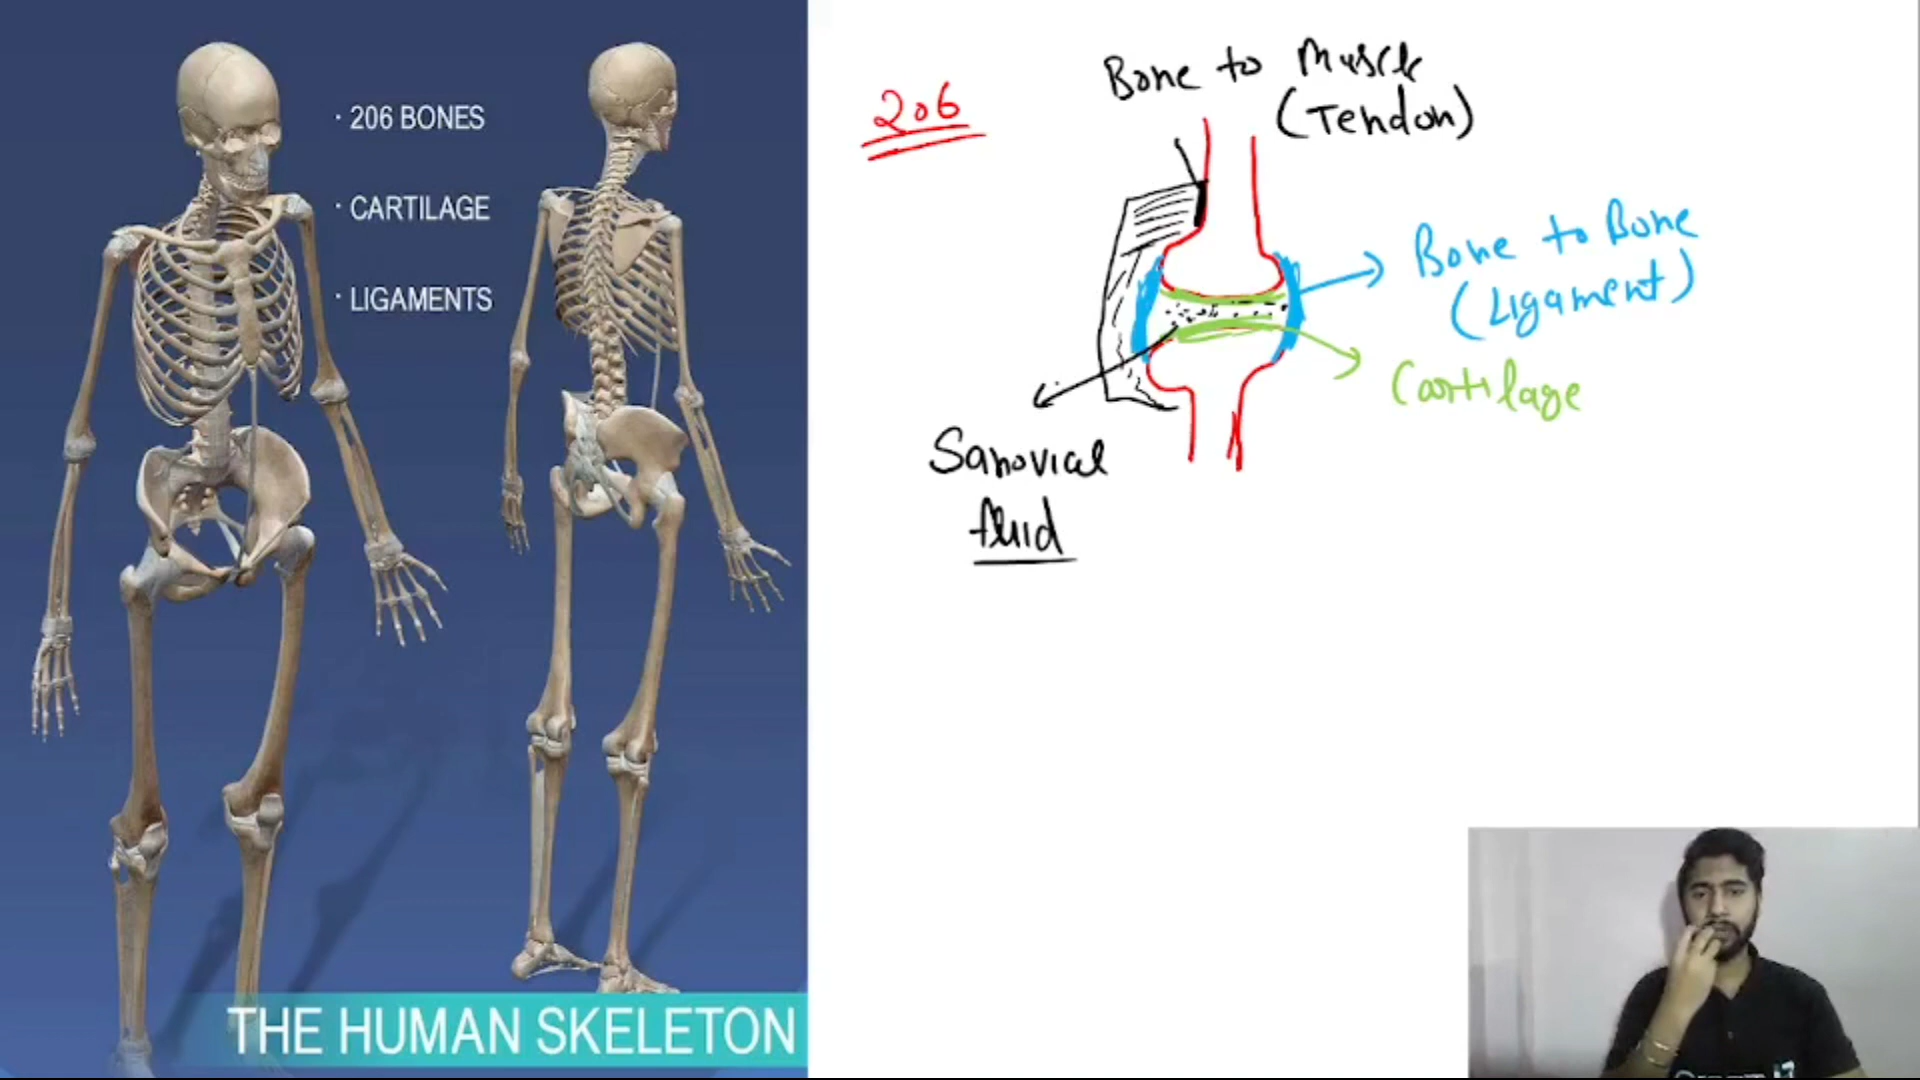 · 206 BONES
· CARTILAGE
· LIGAMENTS
THE HUMAN SKELETON
206
Bone to Muscle
(Tendon)
Bone to Bone
(Ligament)
Cartilage
Sanovial
fluid